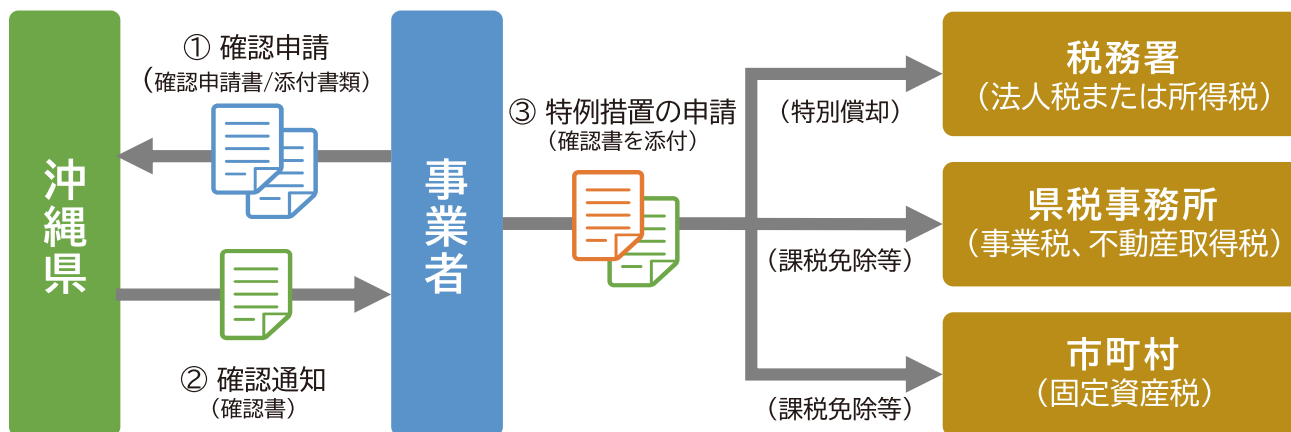 沖縄県
① 確認申請
（確認申請書/添付書類）
② 確認通知
（確認書）
事業者
③ 特例措置の申請
（確認書を添付）
（特別償却）
税務署
（法人税または所得税）
（課税免除等）
県税事務所
（事業税、不動産取得税）
（課税免除等）
市町村
（固定資産税）